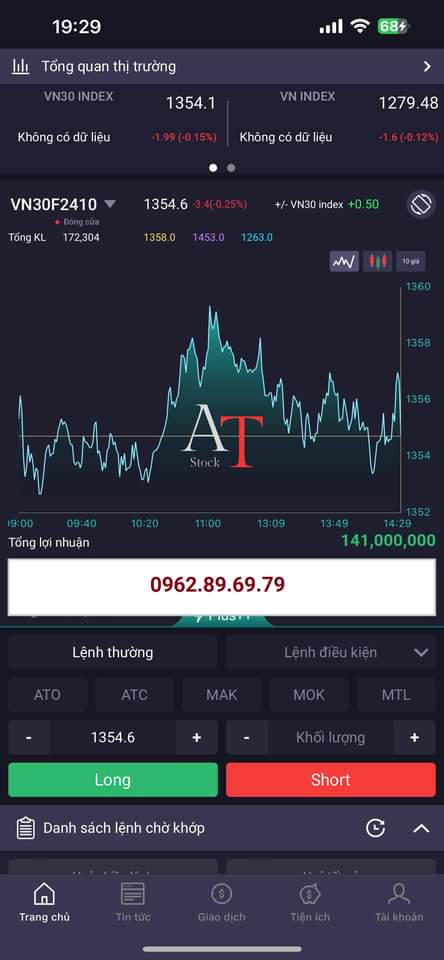 19:29
68
Tổng quan thị trường
VN30 INDEX 1354.1 VN INDEX 1279.48
Không có dữ liệu -1.99 (-0.15%) Không có dữ liệu -1.6 (-0.12%)
VN30F2410 1354.6 -3.4(-0.25%) +/- VN30 index +0.50
Đóng cửa
Tổng KL 172,304 1358.0 1453.0 1263.0
10 giá
1360
1358
1356
1354
1352
AT
Stock
09:00 09:40 10:20 11:00 13:09 13:49 14:29
Tổng lợi nhuận 141,000,000
0962.89.69.79
Lệnh thường Lệnh điều kiện
ATO ATC MAK MOK MTL
- 1354.6 + - Khối lượng +
Long Short
Danh sách lệnh chờ khớp
Trang chủ Tin tức Giao dịch Tiện ích Tài khoản